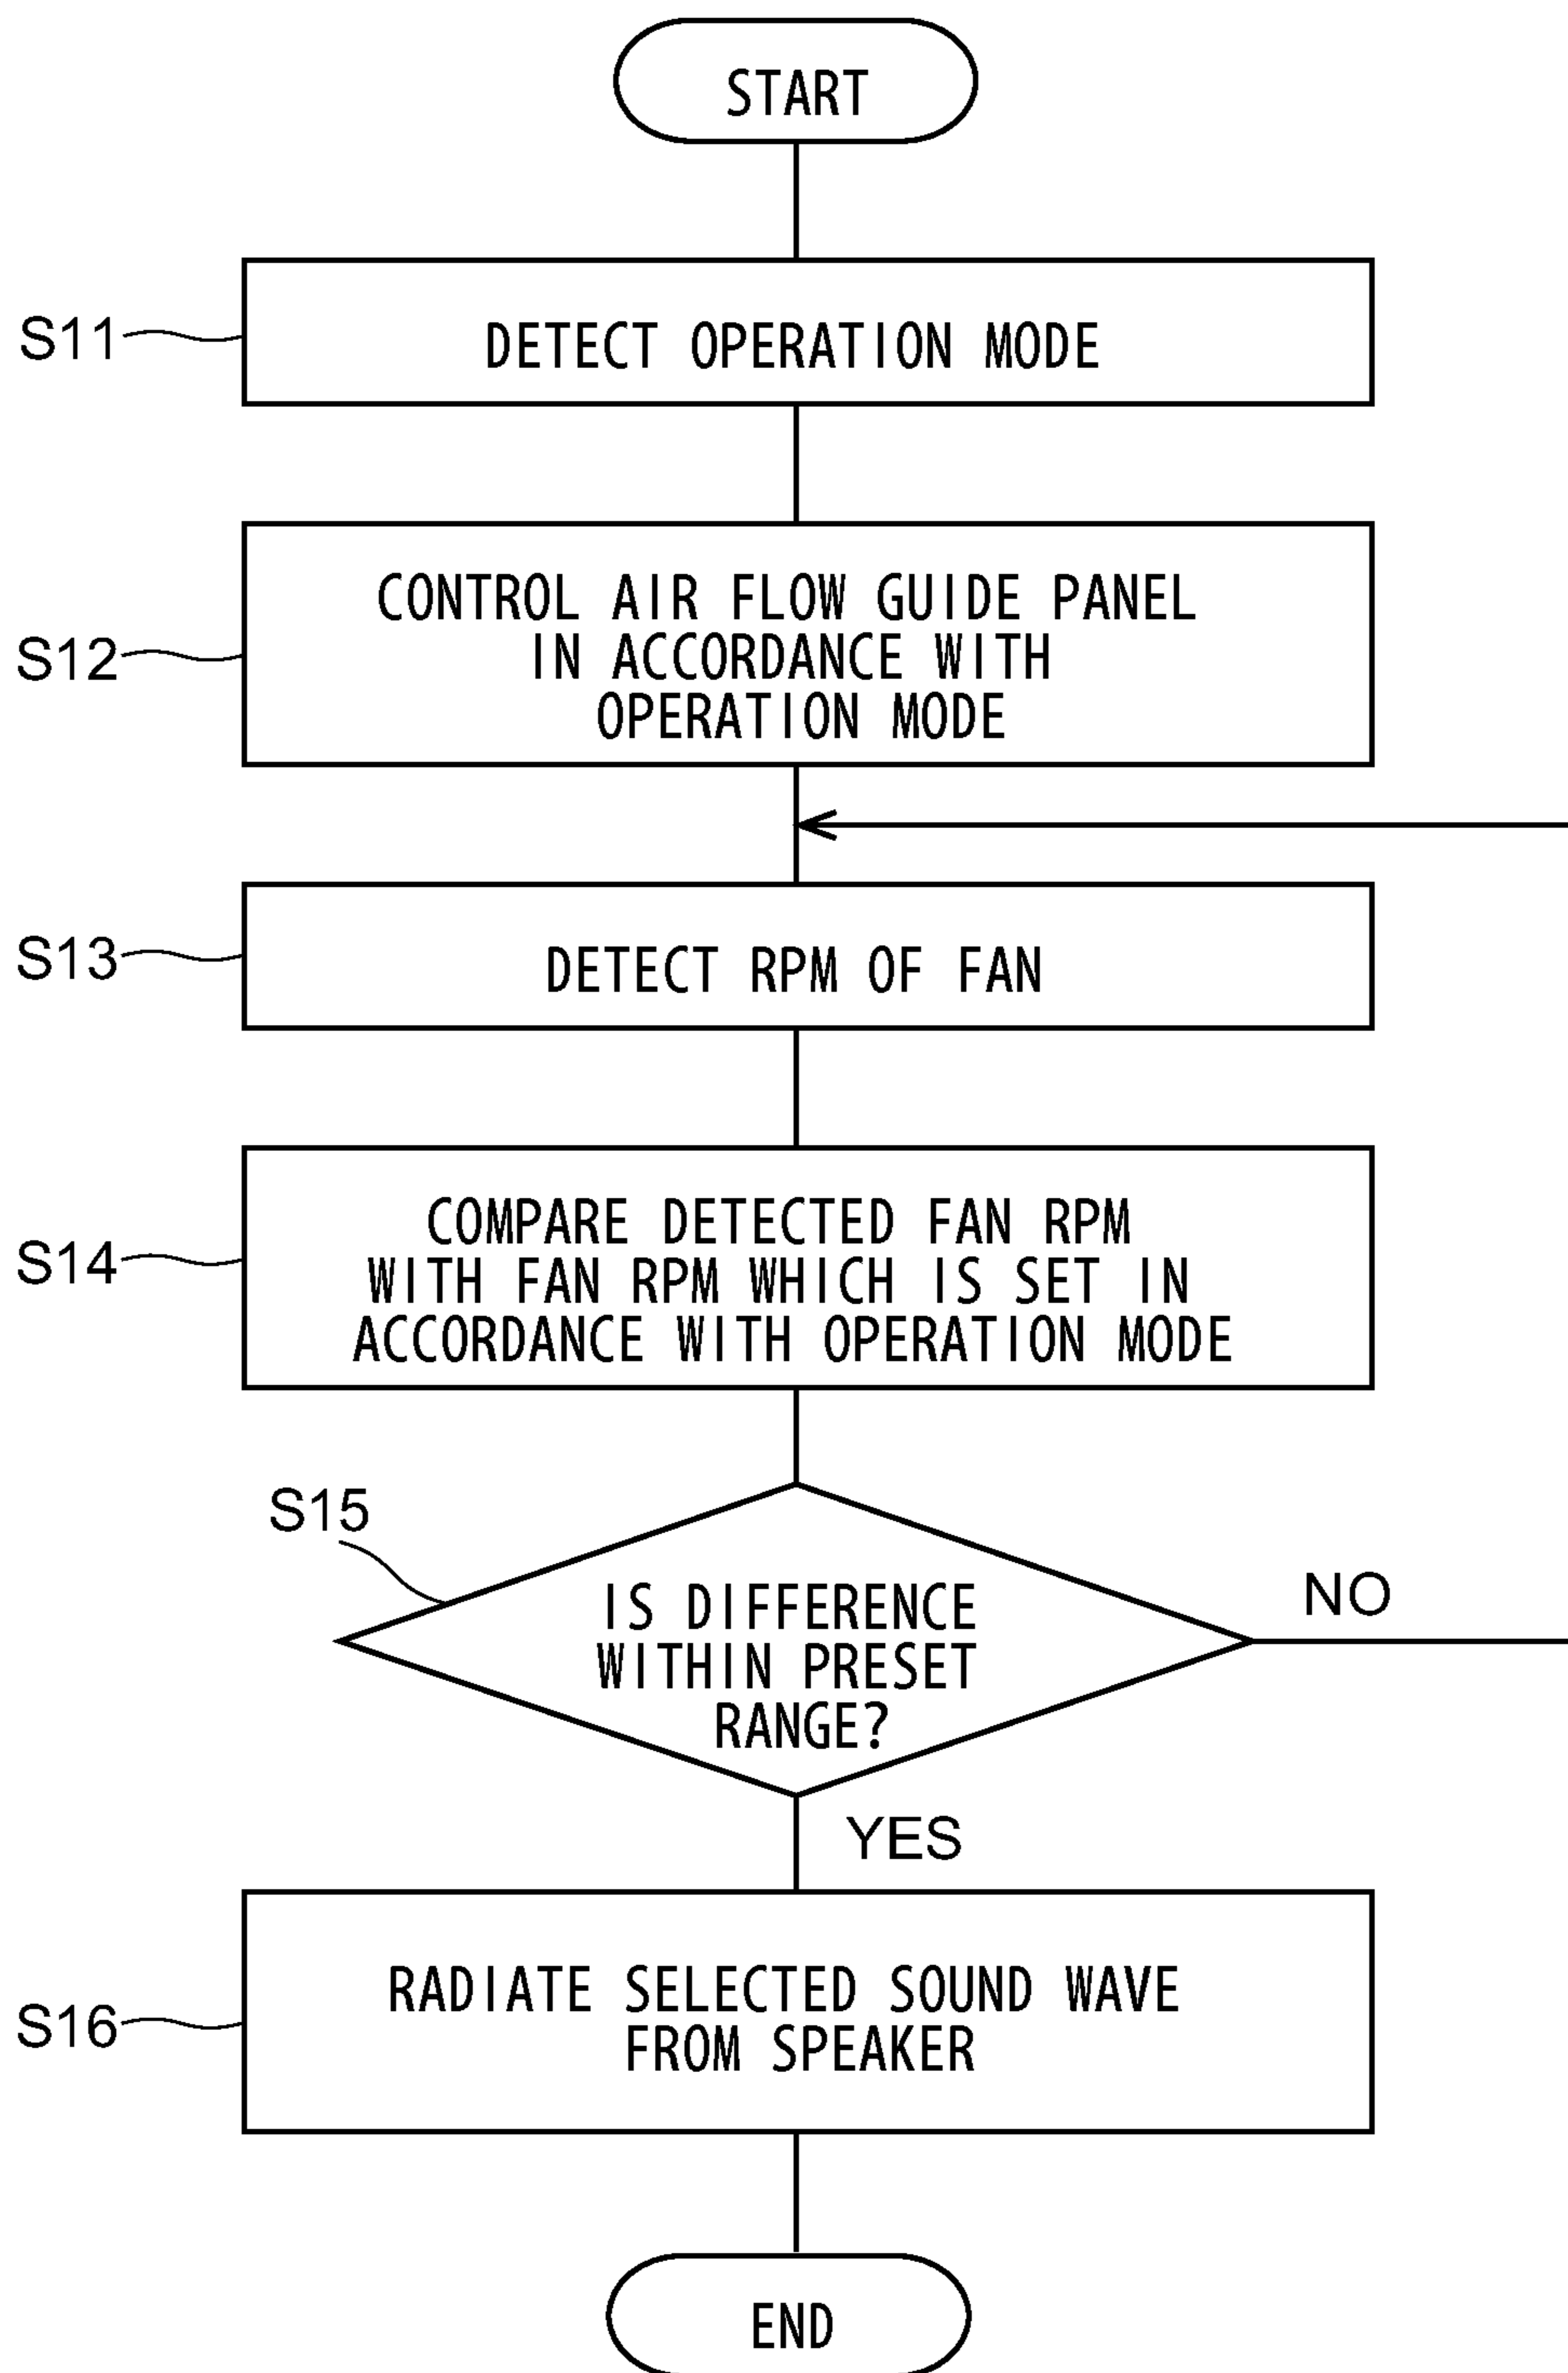 START
S11
DETECT OPERATION MODE
S12
CONTROL AIR FLOW GUIDE PANEL
IN ACCORDANCE WITH
OPERATION MODE
S13
DETECT RPM OF FAN
S14
COMPARE DETECTED FAN RPM
WITH FAN RPM WHICH IS SET IN
ACCORDANCE WITH OPERATION MODE
S15
IS DIFFERENCE
WITHIN PRESET
RANGE?
NO
YES
S16
RADIATE SELECTED SOUND WAVE
FROM SPEAKER
END